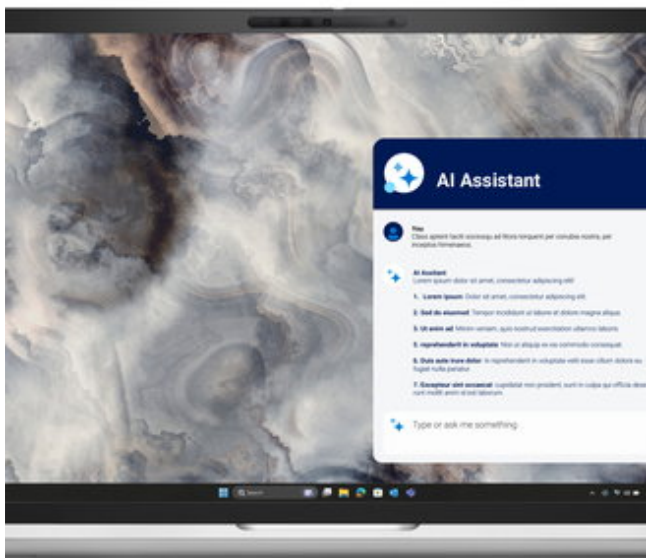 AI Assistant
You
Class aptent taciti sociosqu ad litora torquent per conubia nostra, per
inceptos himenaeos.
AI Assitant
Lorem ipsum dolor sit amet, consectetur adipiscing elit
1. Lorem ipsum Dolor sit amet, consectetur adipiscing elit.
2. Sed do eiusmod Tempor incididunt ut labore et dolore magna aliqua.
3. Ut enim ad Minim veniam, quis nostrud exercitation ullamco laboris
5. reprehenderit in voluptate Nisi ut aliquip ex ea commodo consequat.
6. Duis aute irure dolor In reprehenderit in voluptate velit esse cillum dolore eu
fugiat nulla pariatur.
7. Excepteur sint occaecat cupidatat non proident, sunt in culpa qui officia
runt mollit anim id est laborum.
Type or ask me something
Search